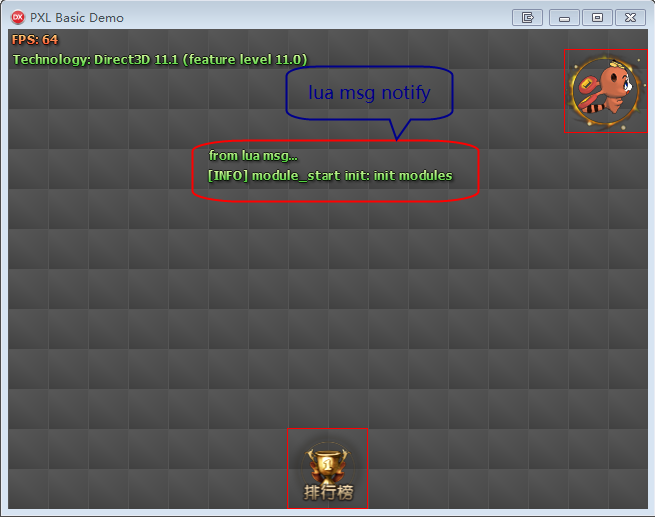 DX PXL Basic Demo
FPS: 64
Technology: Direct3D 11.1 (feature level 11.0)
lua msg notify
from lua msg...
[INFO] module_start init: init modules
1
排行榜